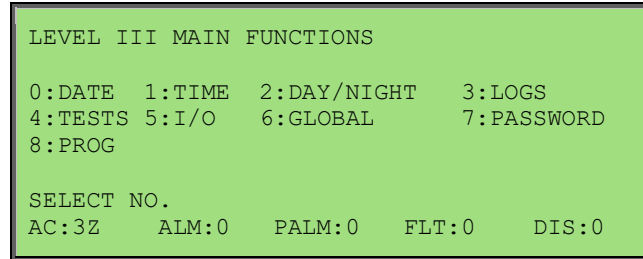 LEVEL III MAIN FUNCTIONS
0:DATE 1:TIME 2:DAY/NIGHT 3:LOGS
4:TESTS 5:I/O 6:GLOBAL 7:PASSWORD
8:PROG
SELECT NO.
AC:3Z ALM:0 PALM:0 FLT:0 DIS:0